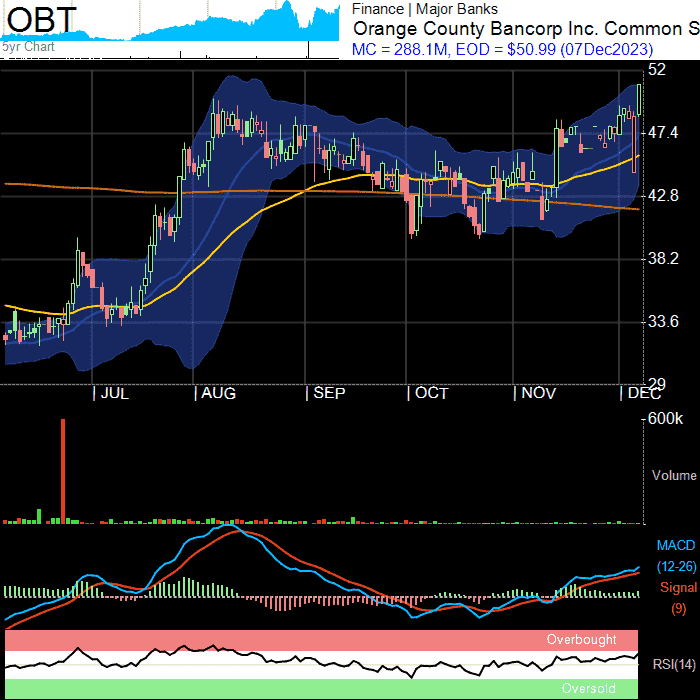 OBT
5yr Chart
Finance | Major Banks
Orange County Bancorp Inc. Common S
MC = 288.1M, EOD = $50.99 (07Dec2023)
52
47.4
42.8
38.2
33.6
29
JUL
AUG
SEP
OCT
NOV
DEC
600k
Volume
MACD
(12-26)
Signal
(9)
Overbought
RSI(14)
Oversold